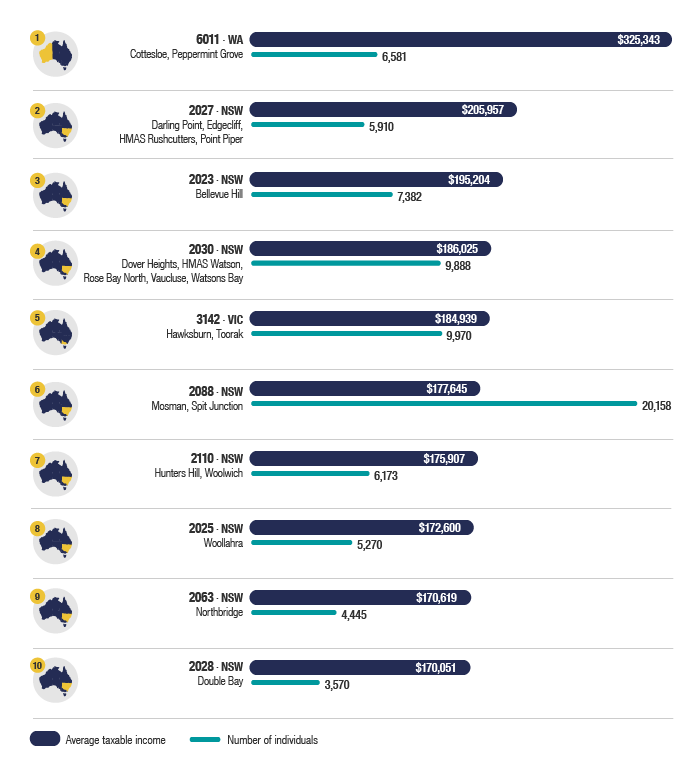 1
6011 · WA
$325,343
Cottesloe, Peppermint Grove
6,581
2
2027 · NSW
$205,957
Darling Point, Edgecliff,
HMAS Rushcutters, Point Piper
5,910
3
2023 · NSW
$195,204
Bellevue Hill
7,382
4
2030 · NSW
$186,025
Dover Heights, HMAS Watson,
Rose Bay North, Vaucluse, Watsons Bay
9,888
5
3142 · VIC
$184,939
Hawksburn, Toorak
9,970
6
2088 · NSW
$177,645
Mosman, Spit Junction
20,158
7
2110 · NSW
$175,907
Hunters Hill, Woolwich
6,173
8
2025 · NSW
$172,600
Woollahra
5,270
9
2063 · NSW
$170,619
Northbridge
4,445
10
2028 · NSW
$170,051
Double Bay
3,570
Average taxable income
Number of individuals